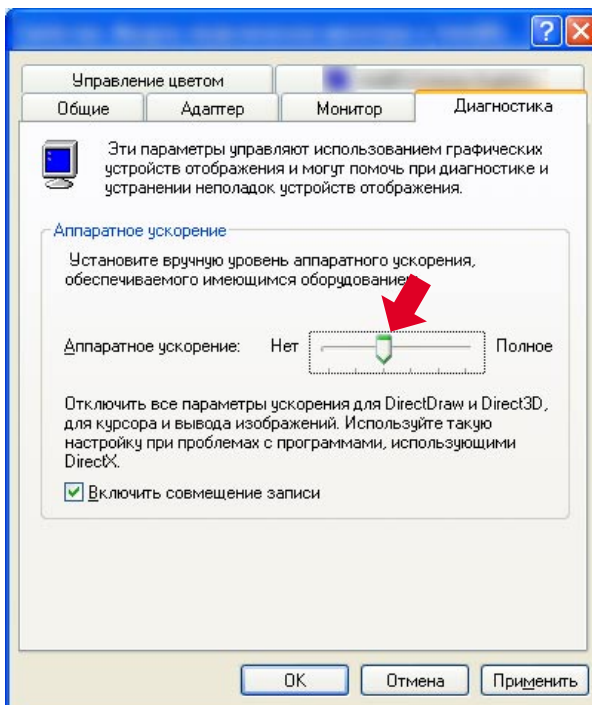 Управление цветом
Общие Адаптер Монитор Диагностика
Эти параметры управляют использованием графических
устройств отображения и могут помочь при диагностике и
устранении неполадок устройств отображения.
Аппаратное ускорение
Установите вручную уровень аппаратного ускорения,
обеспечиваемого имеющимся
Аппаратное ускорение: Нет Полное
Отключить все параметры ускорения для DirectDraw и Direct3D,
для курсора и вывода изображений. Используйте такую
настройку при проблемах с программами, использующими
DirectX.
Включить совмещение записи
OK Отмена Применить